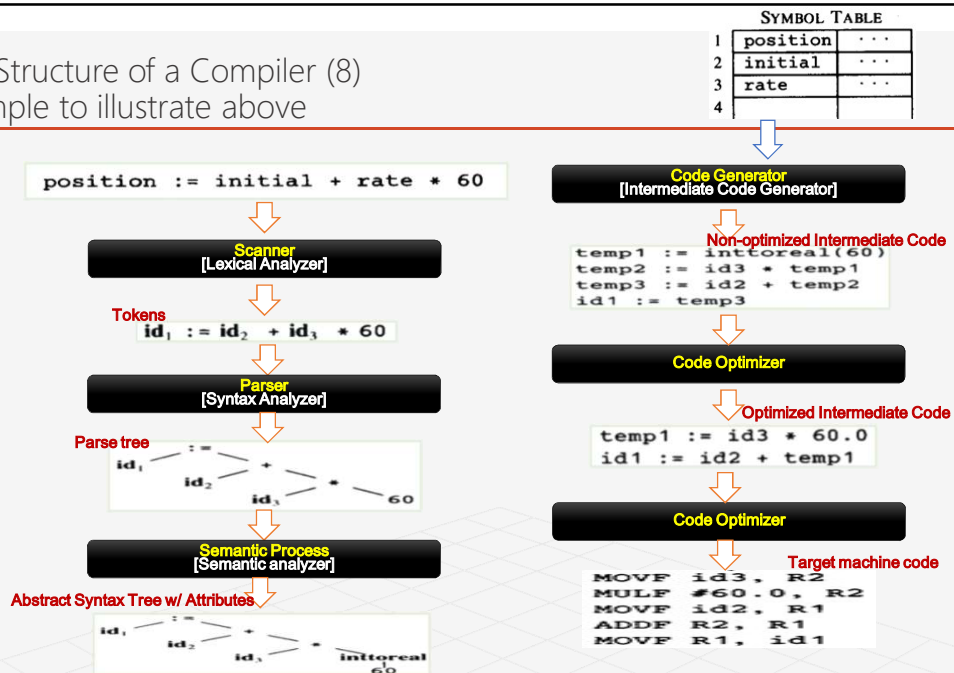 Structure of a Compiler (8)
mple to illustrate above
SYMBOL TABLE
1 position ...
2 initial ...
3 rate ...
4
position := initial + rate * 60
Scanner
[Lexical Analyzer]
Tokens
id1 := id2 + id3 * 60
Parser
[Syntax Analyzer]
Parse tree
:=
id1 +
id2 *
id3 60
Semantic Process
[Semantic analyzer]
Abstract Syntax Tree w/ Attributes
:=
id1 +
id2 *
id3 inttoreal
60
Code Generator
[Intermediate Code Generator]
Non-optimized Intermediate Code
temp1 := inttoreal(60)
temp2 := id3 * temp1
temp3 := id2 + temp2
id1 := temp3
Code Optimizer
Optimized Intermediate Code
temp1 := id3 * 60.0
id1 := id2 + temp1
Code Optimizer
Target machine code
MOVF id3, R2
MULF #60.0, R2
MOVF id2, R1
ADDF R2, R1
MOVF R1, id1